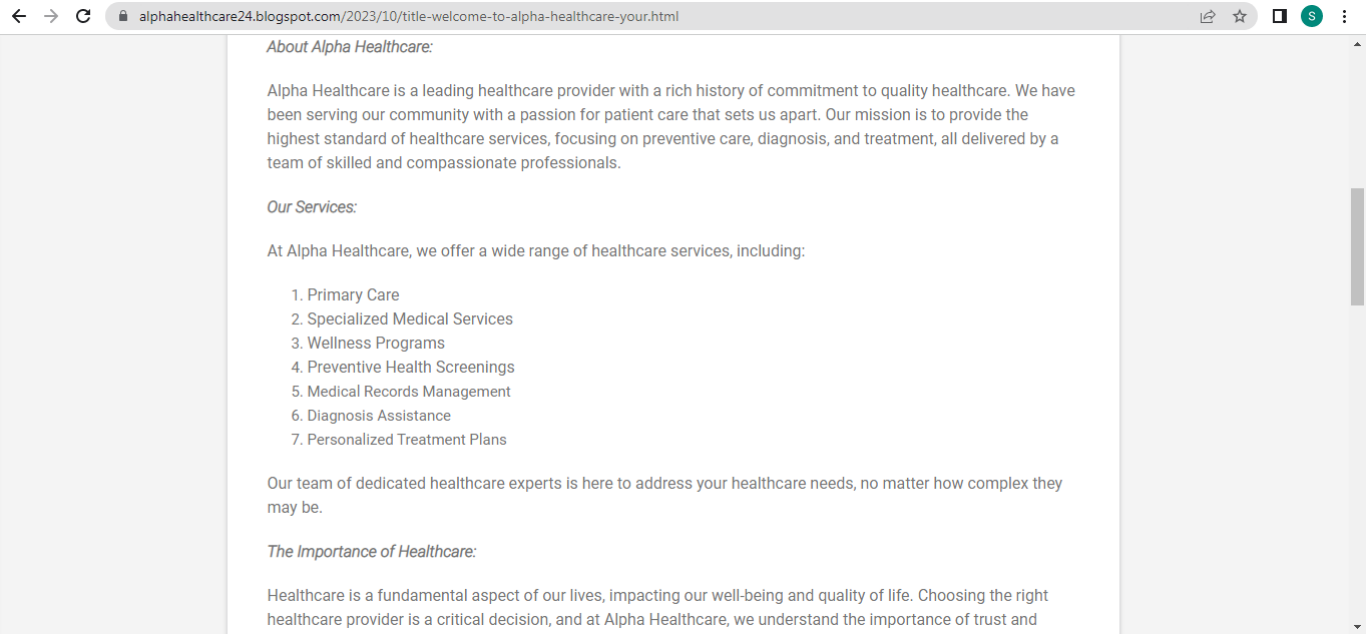 alphahealthcare24.blogspot.com/2023/10/title-welcome-to-alpha-healthcare-your.html
S
About Alpha Healthcare:
Alpha Healthcare is a leading healthcare provider with a rich history of commitment to quality healthcare. We have
been serving our community with a passion for patient care that sets us apart. Our mission is to provide the
highest standard of healthcare services, focusing on preventive care, diagnosis, and treatment, all delivered by a
team of skilled and compassionate professionals.
Our Services:
At Alpha Healthcare, we offer a wide range of healthcare services, including:
1. Primary Care
2. Specialized Medical Services
3. Wellness Programs
4. Preventive Health Screenings
5. Medical Records Management
6. Diagnosis Assistance
7. Personalized Treatment Plans
Our team of dedicated healthcare experts is here to address your healthcare needs, no matter how complex they
may be.
The Importance of Healthcare:
Healthcare is a fundamental aspect of our lives, impacting our well-being and quality of life. Choosing the right
healthcare provider is a critical decision, and at Alpha Healthcare, we understand the importance of trust and